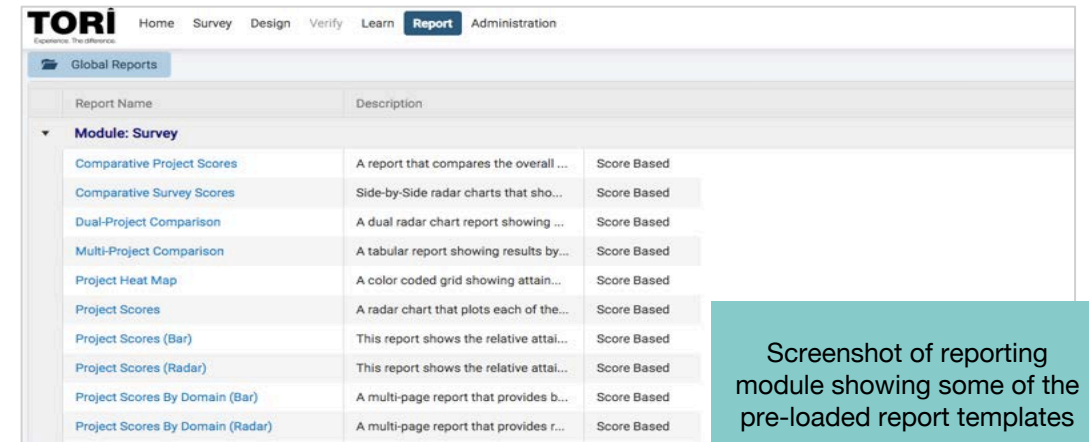 TORI Home Survey Design Verify Learn Report Administration
Experience. The difference.
Global Reports
Report Name Description
Module: Survey
Comparative Project Scores A report that compares the overall ... Score Based
Comparative Survey Scores Side-by-Side radar charts that sho... Score Based
Dual-Project Comparison A dual radar chart report showing ... Score Based
Multi-Project Comparison A tabular report showing results by... Score Based
Project Heat Map A color coded grid showing attain... Score Based
Project Scores A radar chart that plots each of the... Score Based
Project Scores (Bar) This report shows the relative attai... Score Based
Project Scores (Radar) This report shows the relative attai... Score Based
Project Scores By Domain (Bar) A multi-page report that provides b... Score Based
Project Scores By Domain (Radar) A multi-page report that provides r... Score Based
Screenshot of reporting
module showing some of the
pre-loaded report templates